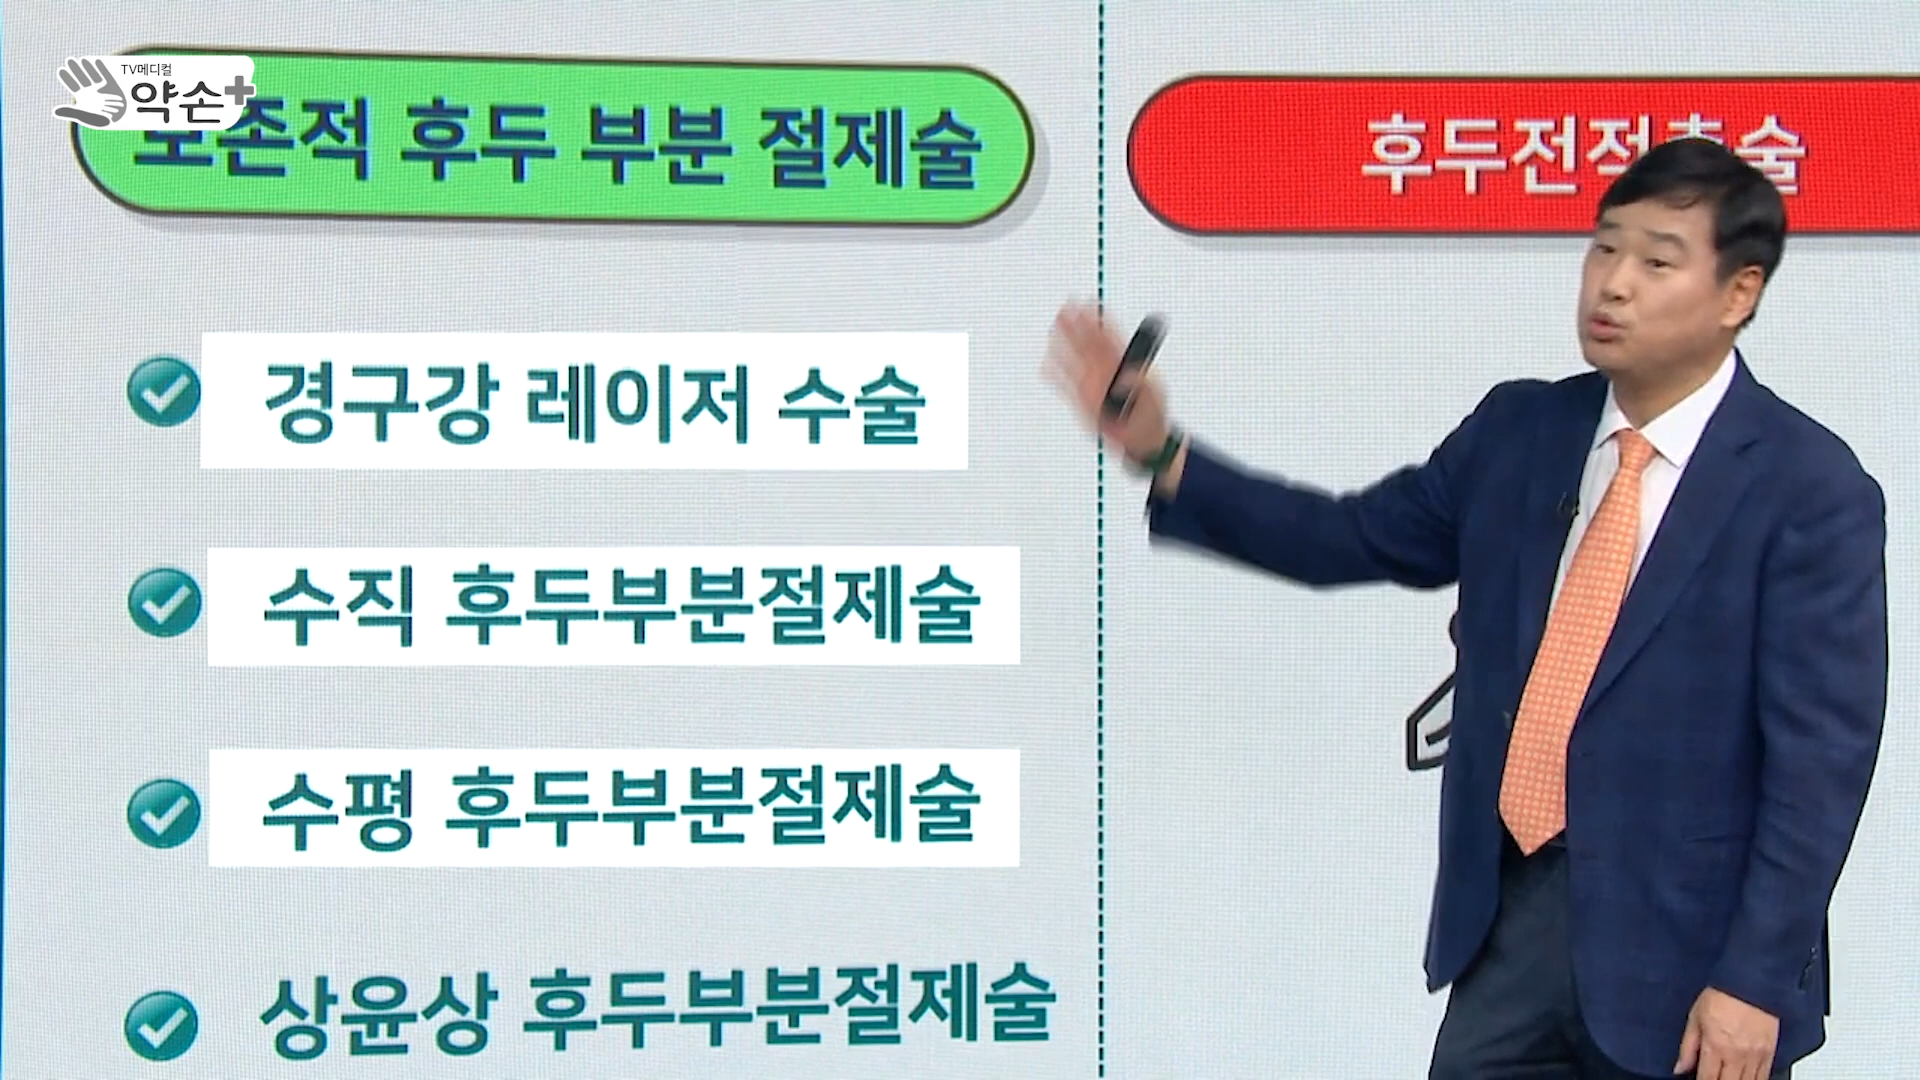 TV메디컬
약손+
보존적 후두 부분 절제술
후두전적출술
경구강 레이저 수술
수직 후두부분절제술
수평 후두부분절제술
상윤상 후두부분절제술